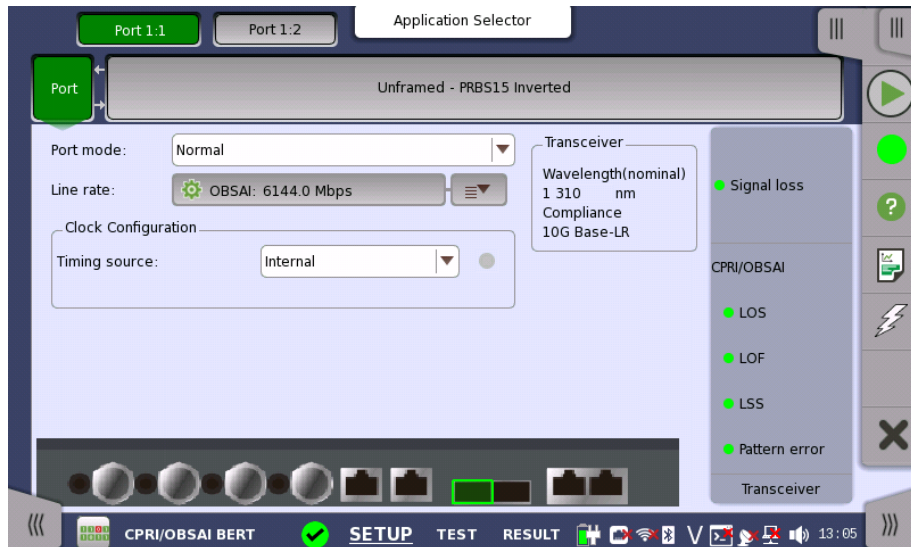 Application Selector
Port 1:1
Port 1:2
Port
Unframed - PRBS15 Inverted
Port mode:
Normal
Line rate:
OBSAI: 6144.0 Mbps
Clock Configuration
Timing source:
Internal
Transceiver
Wavelength(nominal)
1 310 nm
Compliance
10G Base-LR
Signal loss
CPRI/OBSAI
LOS
LOF
LSS
Pattern error
Transceiver
CPRI/OBSAI BERT
SETUP
TEST
RESULT
V
13:05